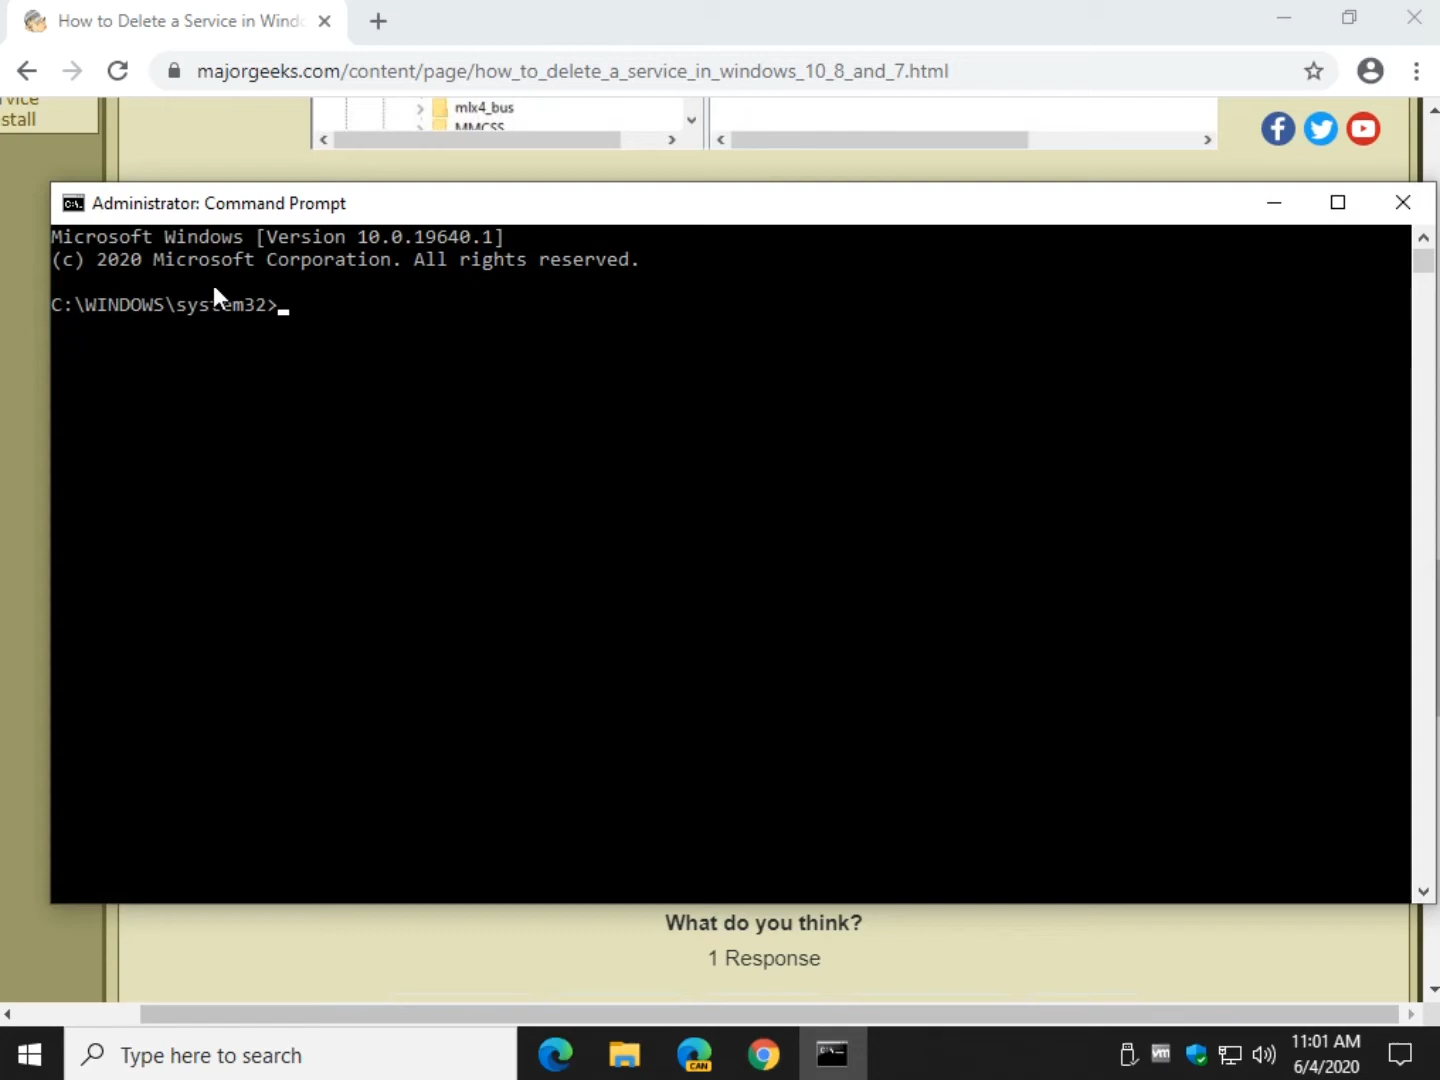 How to Delete a Service in Windo
majorgeeks.com/content/page/how_to_delete_a_service_in_windows_10_8_and_7.html
stall
mlx4_bus
MMCSS
Administrator: Command Prompt
Microsoft Windows [Version 10.0.19640.1]
(c) 2020 Microsoft Corporation. All rights reserved.
C:\WINDOWS\system32>
What do you think?
1 Response
Type here to search
CAN
vm
11:01 AM
6/4/2020